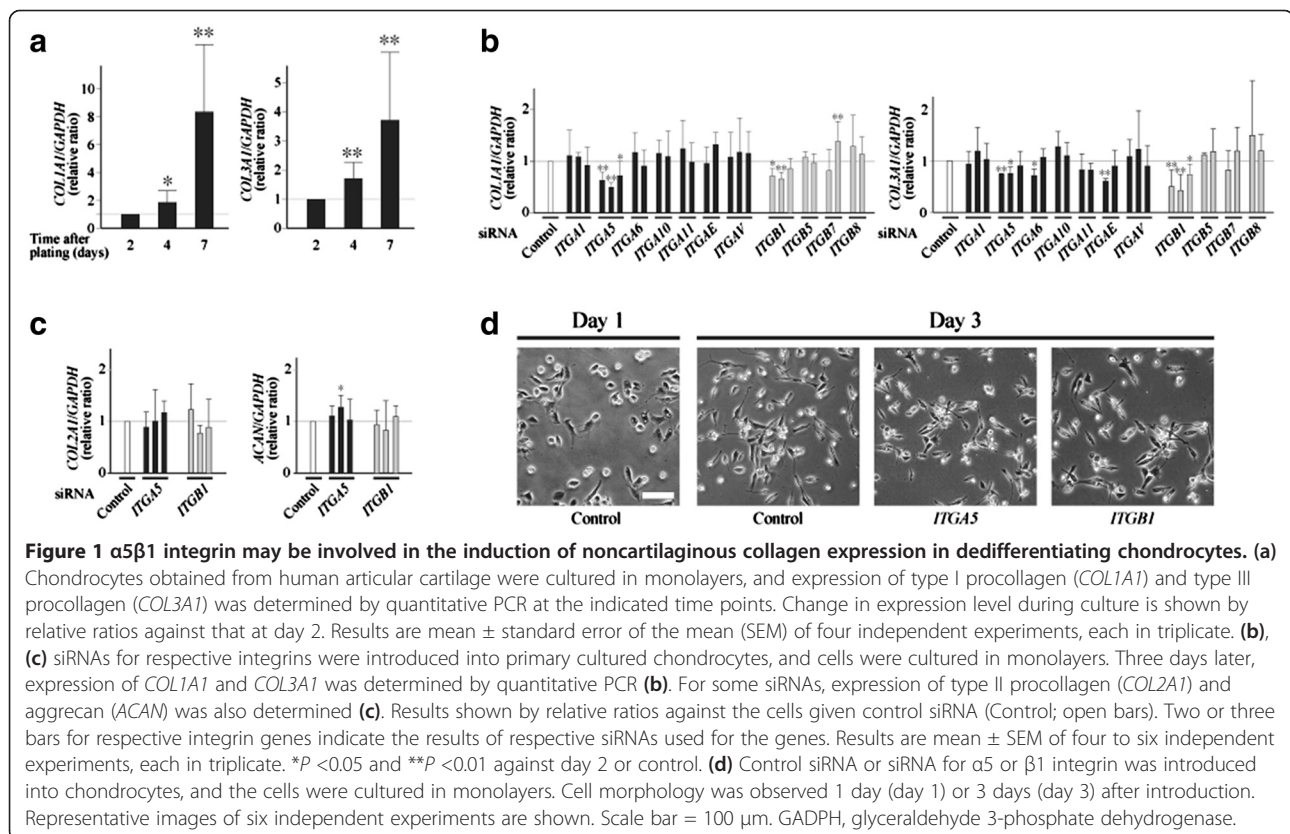 a
COL1A1/GAPDH
(relative ratio)
10
8
6
4
2
0
*
**
Time after
plating (days)
2 4 7
COL3A1/GAPDH
(relative ratio)
5
4
3
2
1
0
**
**
2 4 7
b
COL1A1/GAPDH
(relative ratio)
2
1
0
** ** * * ** **
siRNA
Control ITGA1 ITGA5 ITGA6 ITGA10 ITGA11 ITGAE ITGAV ITGB1 ITGB5 ITGB7 ITGB8
COL3A1/GAPDH
(relative ratio)
2
1
0
** * * ** ** ** *
siRNA
Control ITGA1 ITGA5 ITGA6 ITGA10 ITGA11 ITGAE ITGAV ITGB1 ITGB5 ITGB7 ITGB8
c
COL2A1/GAPDH
(relative ratio)
2
1
0
siRNA
Control ITGA5 ITGB1
ACAN/GAPDH
(relative ratio)
2
1
0
*
Control ITGA5 ITGB1
d
Day 1 Day 3
Control Control ITGA5 ITGB1
Figure 1 α5β1 integrin may be involved in the induction of noncartilaginous collagen expression in dedifferentiating chondrocytes. (a)
Chondrocytes obtained from human articular cartilage were cultured in monolayers, and expression of type I procollagen (COL1A1) and type III
procollagen (COL3A1) was determined by quantitative PCR at the indicated time points. Change in expression level during culture is shown by
relative ratios against that at day 2. Results are mean ± standard error of the mean (SEM) of four independent experiments, each in triplicate. (b),
(c) siRNAs for respective integrins were introduced into primary cultured chondrocytes, and cells were cultured in monolayers. Three days later,
expression of COL1A1 and COL3A1 was determined by quantitative PCR (b). For some siRNAs, expression of type II procollagen (COL2A1) and
aggrecan (ACAN) was also determined (c). Results shown by relative ratios against the cells given control siRNA (Control; open bars). Two or three
bars for respective integrin genes indicate the results of respective siRNAs used for the genes. Results are mean ± SEM of four to six independent
experiments, each in triplicate. *P <0.05 and **P <0.01 against day 2 or control. (d) Control siRNA or siRNA for α5 or β1 integrin was introduced
into chondrocytes, and the cells were cultured in monolayers. Cell morphology was observed 1 day (day 1) or 3 days (day 3) after introduction.
Representative images of six independent experiments are shown. Scale bar = 100 μm. GADPH, glyceraldehyde 3-phosphate dehydrogenase.